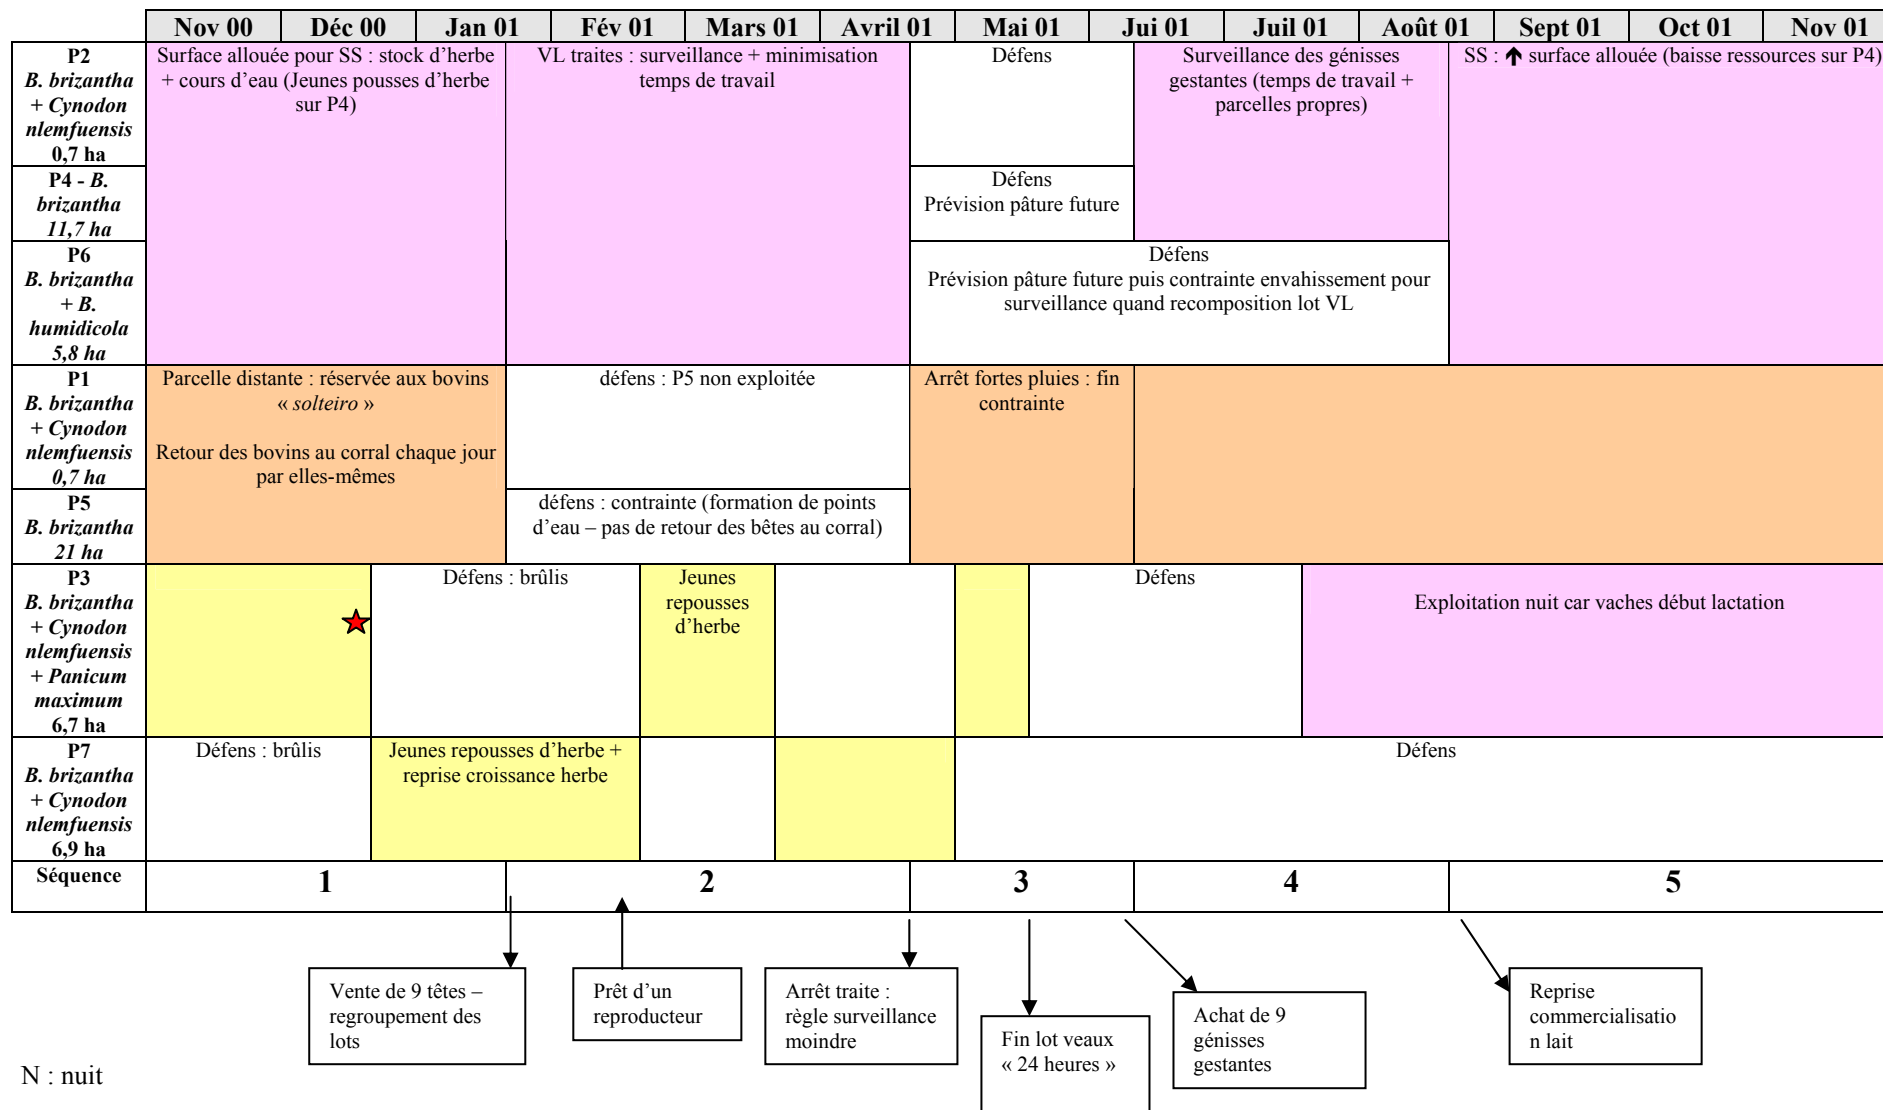 Nov 00 Déc 00 Jan 01 Fév 01 Mars 01 Avril 01 Mai 01 Jui 01 Juil 01 Août 01 Sept 01 Oct 01 Nov 01
P2
B. brizantha
+ Cynodon
nlemfuensis
0,7 ha
Surface allouée pour SS : stock d’herbe
+ cours d’eau (Jeunes pousses d’herbe
sur P4)
VL traites : surveillance + minimisation
temps de travail
Défens
Surveillance des génisses
gestantes (temps de travail +
parcelles propres)
SS : 🡹 surface allouée (baisse ressources sur P4)
P4 - B.
brizantha
11,7 ha
Défens
Prévision pâture future
P6
B. brizantha
+ B.
humidicola
5,8 ha
Défens
Prévision pâture future puis contrainte envahissement pour
surveillance quand recomposition lot VL
P1
B. brizantha
+ Cynodon
nlemfuensis
0,7 ha
Parcelle distante : réservée aux bovins
« solteiro »
Retour des bovins au corral chaque jour
par elles-mêmes
défens : P5 non exploitée
Arrêt fortes pluies : fin
contrainte
P5
B. brizantha
21 ha
défens : contrainte (formation de points
d’eau – pas de retour des bêtes au corral)
P3
B. brizantha
+ Cynodon
nlemfuensis
+ Panicum
maximum
6,7 ha
Défens : brûlis
Jeunes
repousses
d’herbe
Défens
Exploitation nuit car vaches début lactation
P7
B. brizantha
+ Cynodon
nlemfuensis
6,9 ha
Défens : brûlis
Jeunes repousses d’herbe +
reprise croissance herbe
Défens
Séquence 1 2 3 4 5
Vente de 9 têtes –
regroupement des
lots
Prêt d’un
reproducteur
Arrêt traite :
règle surveillance
moindre
Fin lot veaux
« 24 heures »
Achat de 9
génisses
gestantes
Reprise
commercialisatio
n lait
N : nuit